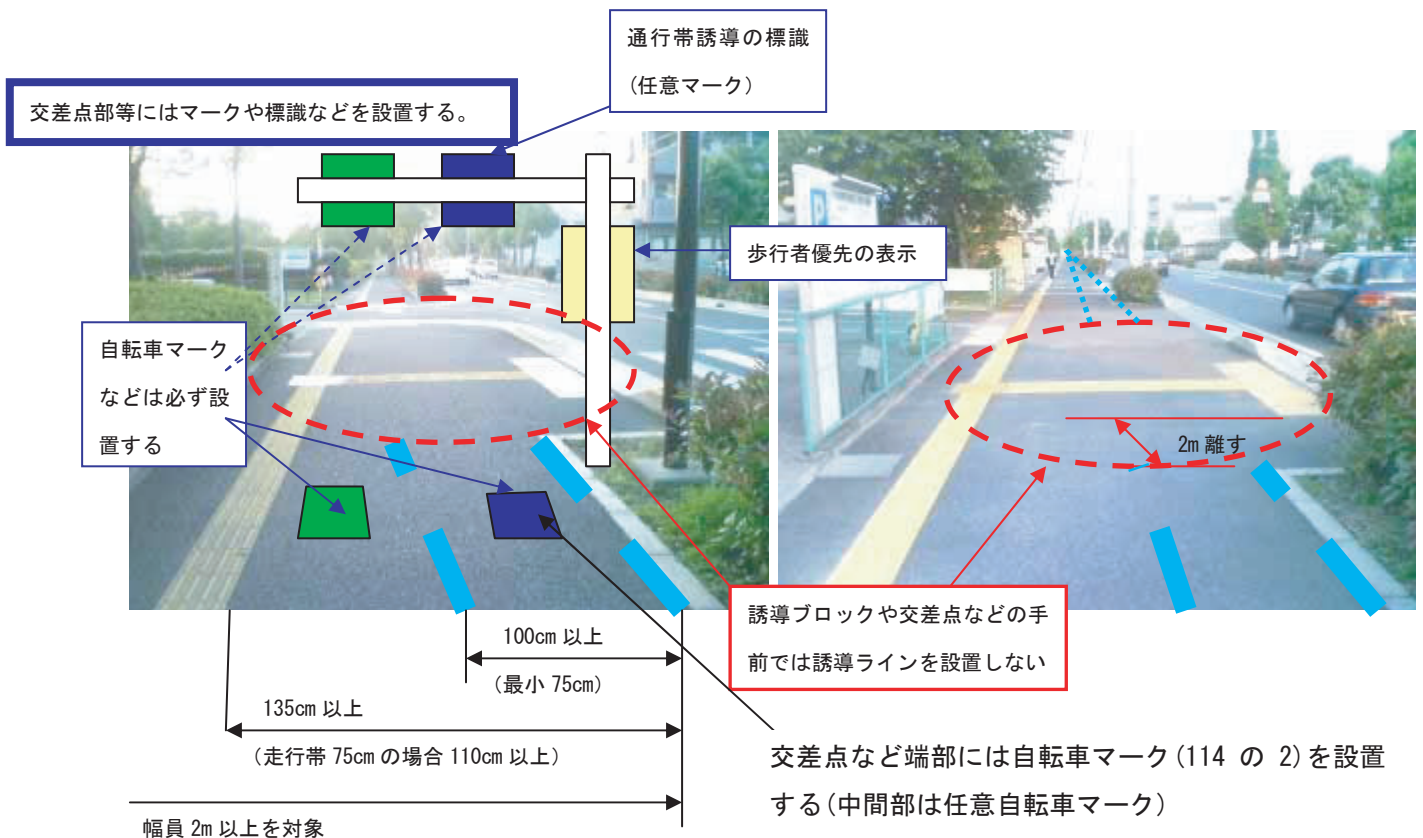 通行帯誘導の標識
(任意マーク)
交差点部等にはマークや標識などを設置する。
歩行者優先の表示
自転車マーク
などは必ず設
置する
2m 離す
誘導ブロックや交差点などの手
前では誘導ラインを設置しない
100cm 以上
(最小 75cm)
135cm 以上
(走行帯 75cm の場合 110cm 以上)
交差点など端部には自転車マーク(114 の 2)を設置
する(中間部は任意自転車マーク)
幅員 2m 以上を対象